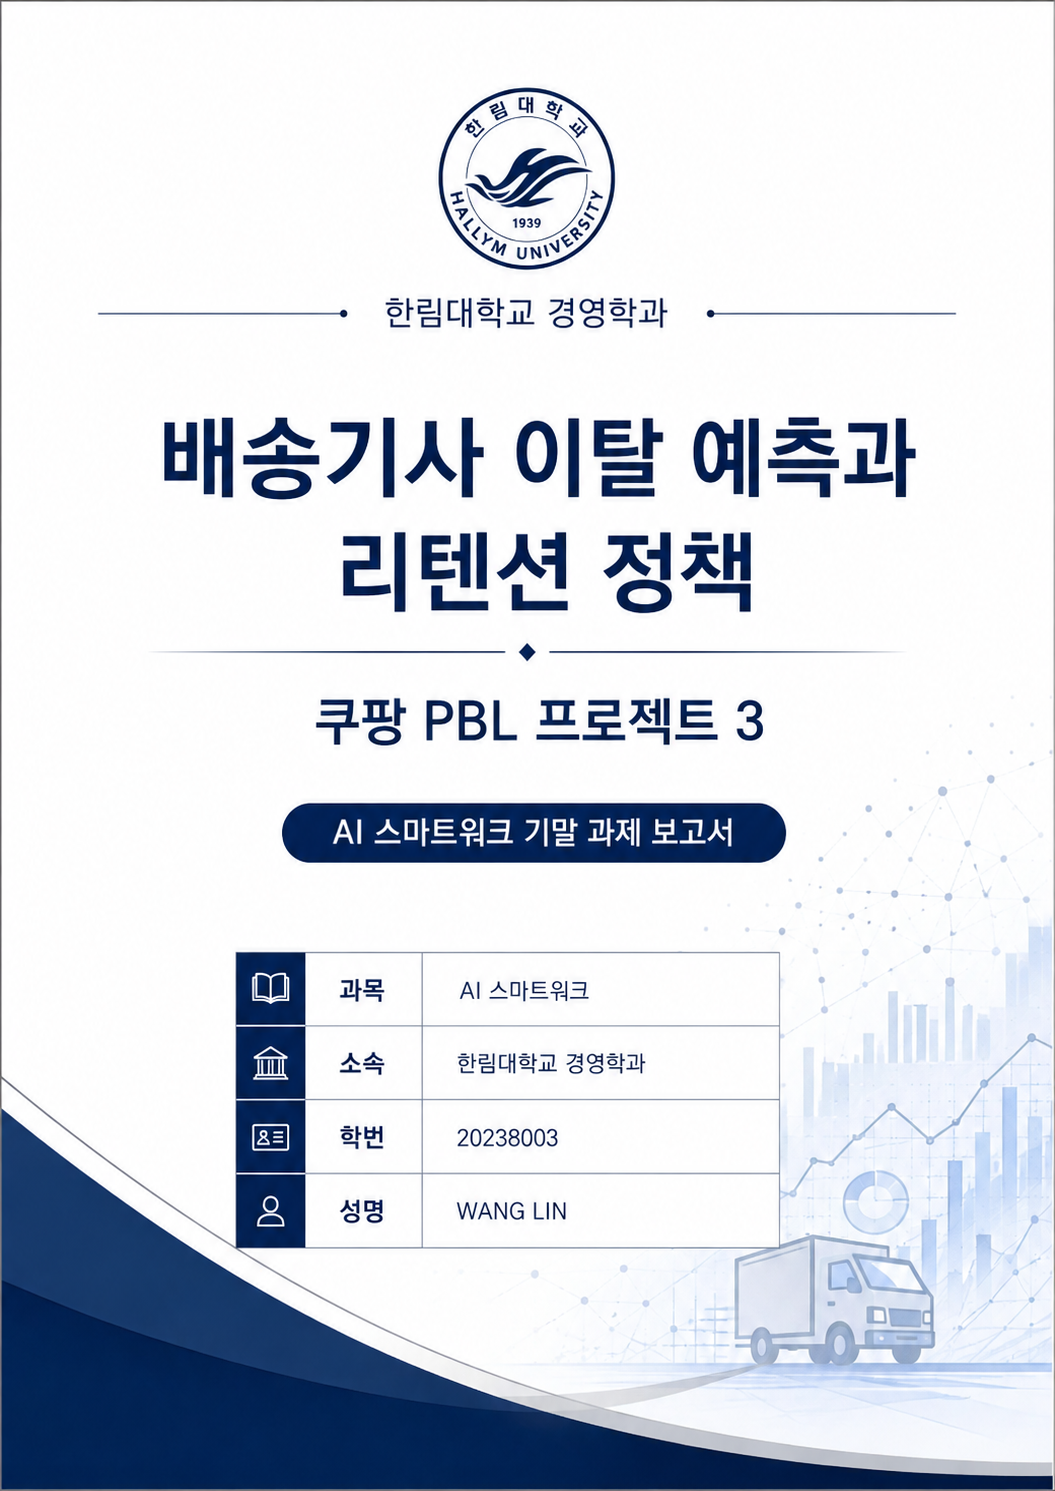 한림대학교
1939
HALLYM UNIVERSITY
한림대학교 경영학과
배송기사 이탈 예측과
리텐션 정책
쿠팡 PBL 프로젝트 3
AI 스마트워크 기말 과제 보고서
과목 AI 스마트워크
소속 한림대학교 경영학과
학번 20238003
성명 WANG LIN